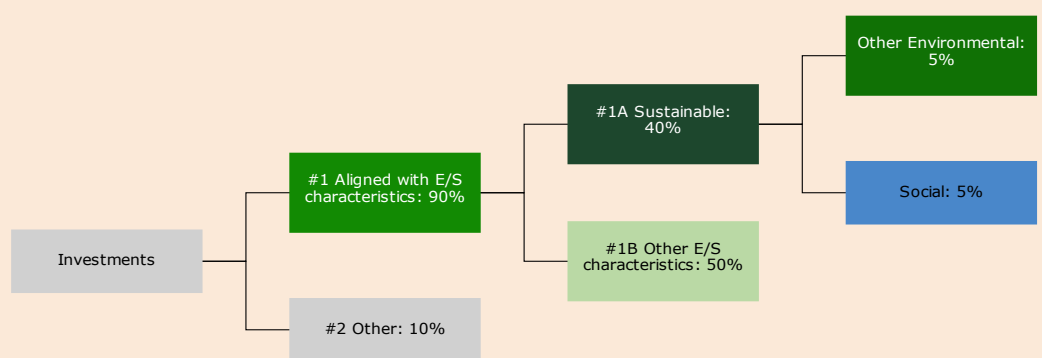 Investments
#1 Aligned with E/S
characteristics: 90%
#2 Other: 10%
#1A Sustainable:
40%
#1B Other E/S
characteristics: 50%
Other Environmental:
5%
Social: 5%